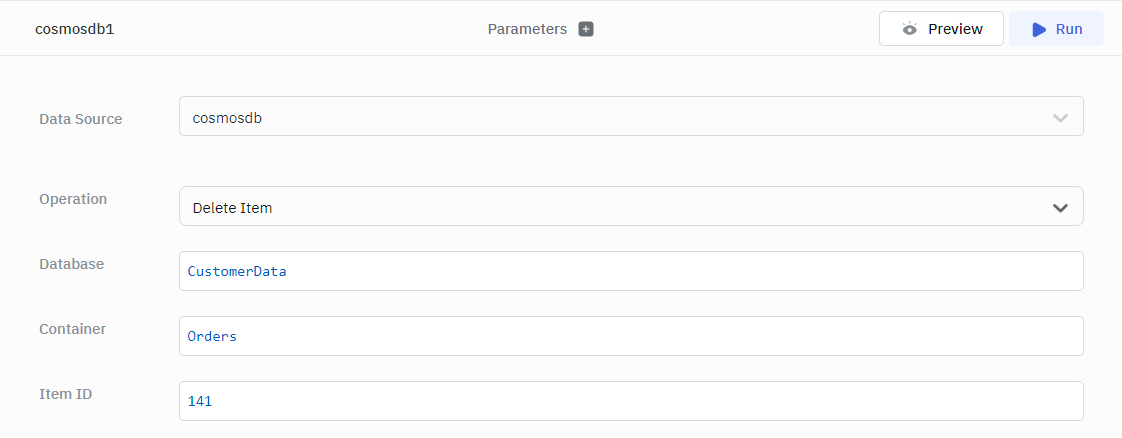 cosmosdb1
Parameters
Preview
Run
Data Source
cosmosdb
Operation
Delete Item
Database
CustomerData
Container
Orders
Item ID
141